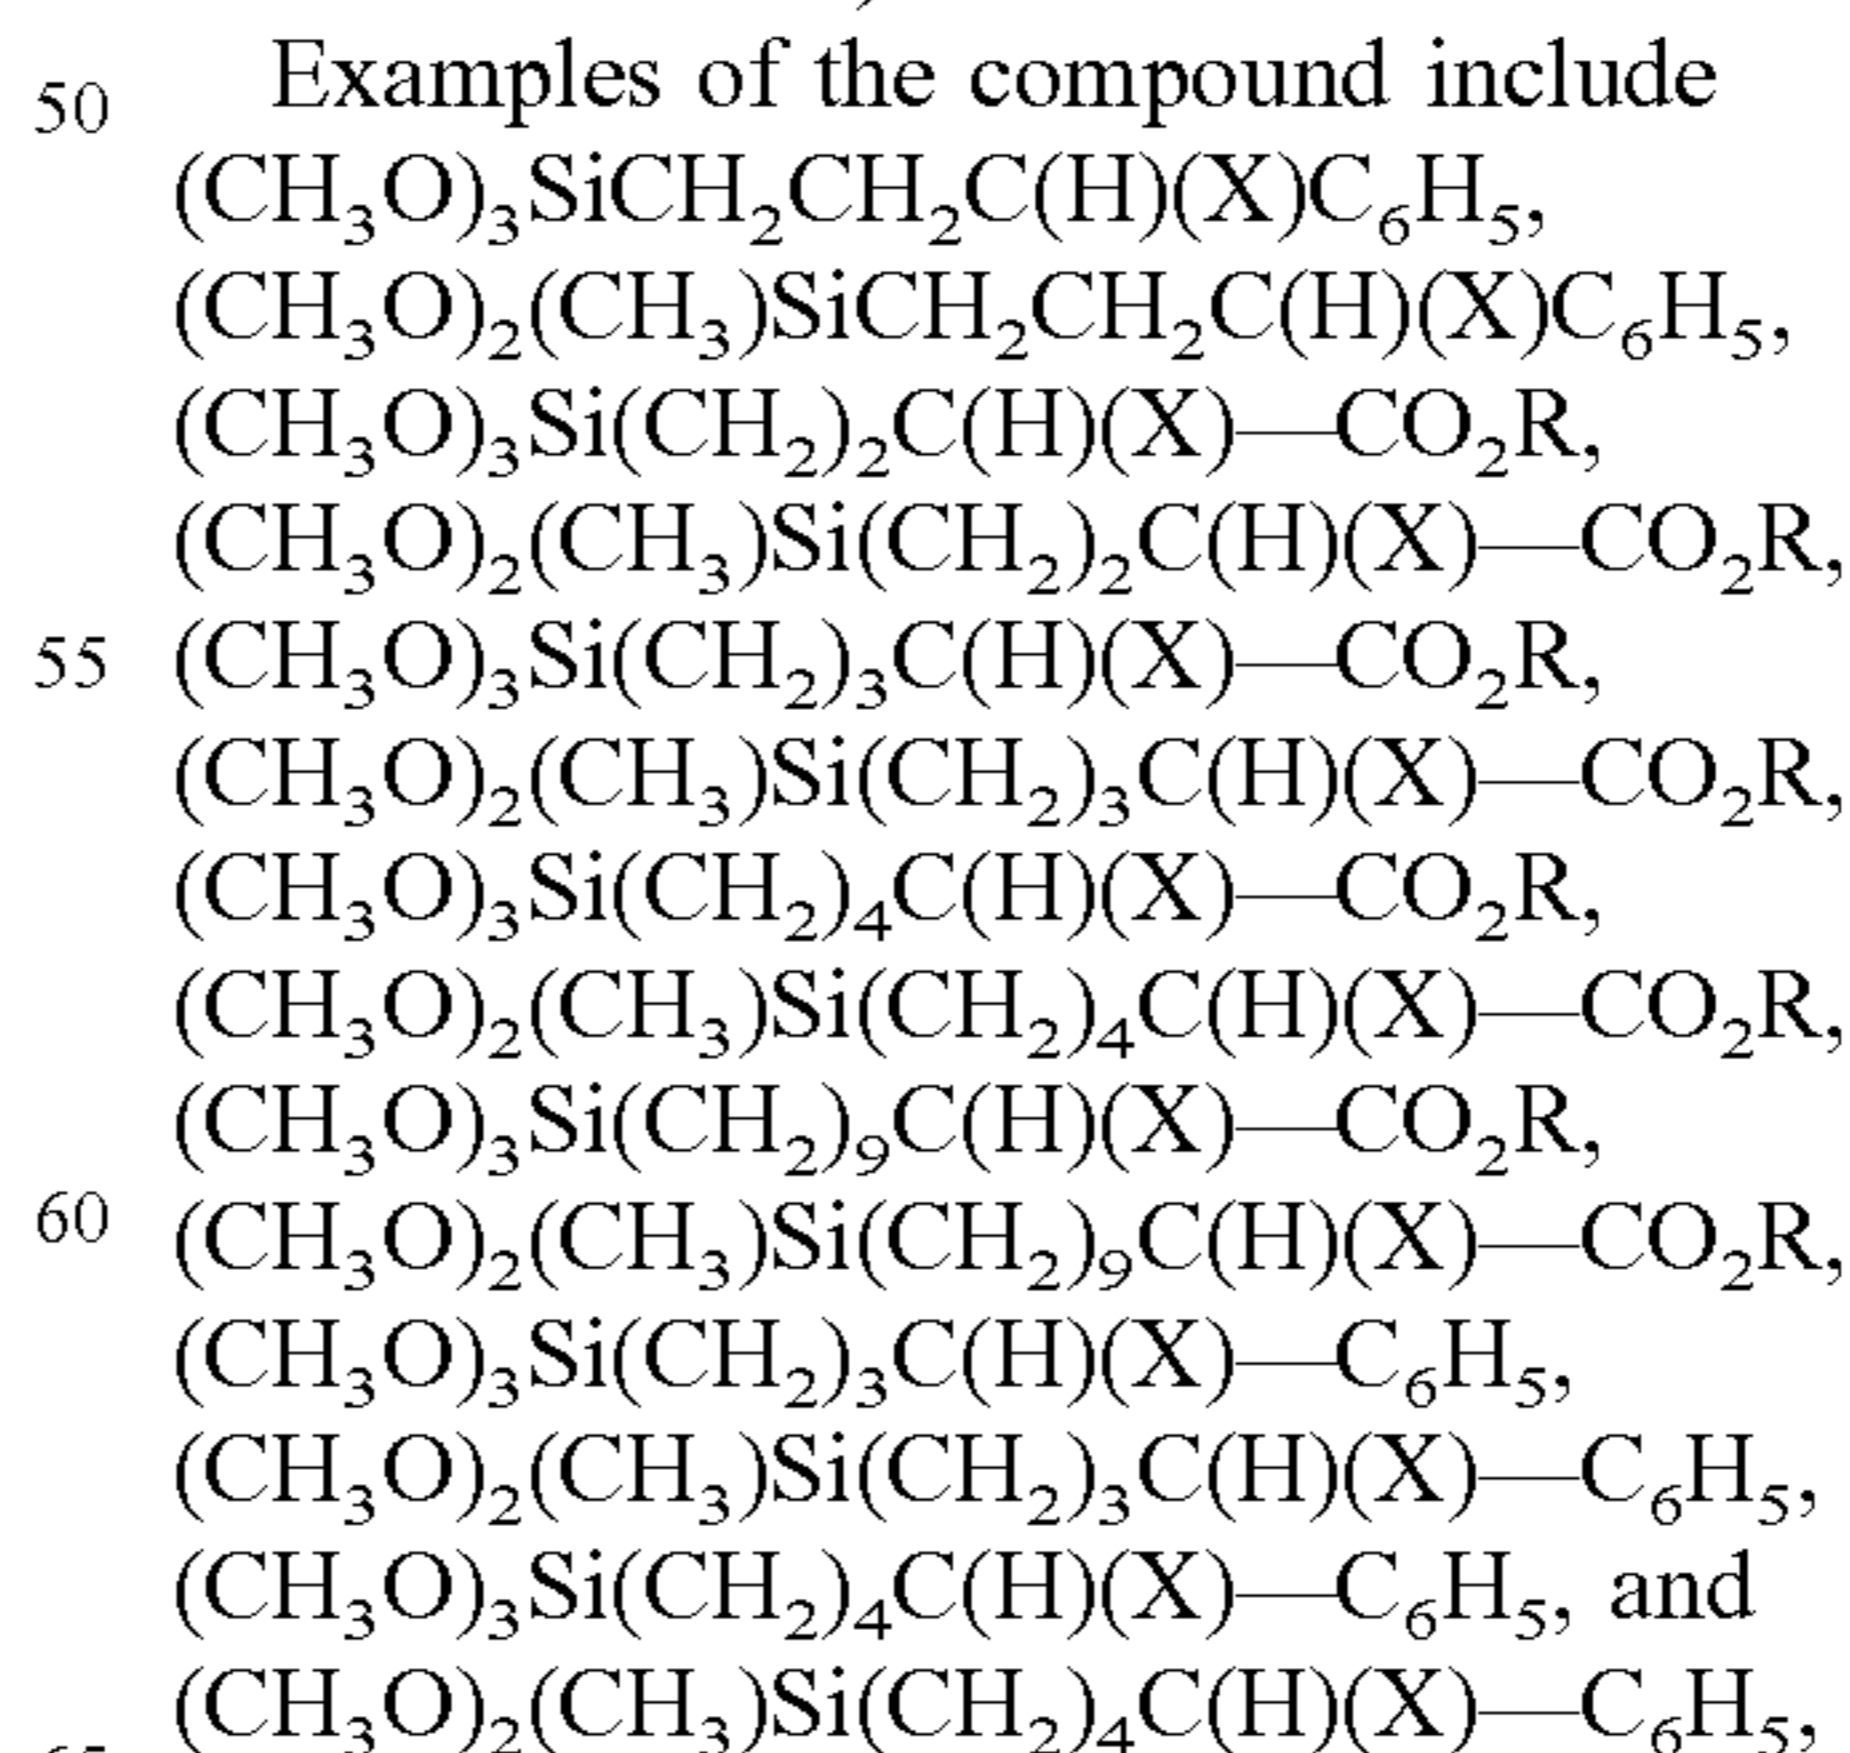 50 Examples of the compound include
(CH₃O)₃SiCH₂CH₂C(H)(X)C₆H₅,
(CH₃O)₂(CH₃)SiCH₂CH₂C(H)(X)C₆H₅,
(CH₃O)₃Si(CH₂)₂C(H)(X)—CO₂R,
(CH₃O)₂(CH₃)Si(CH₂)₂C(H)(X)—CO₂R,
55 (CH₃O)₃Si(CH₂)₃C(H)(X)—CO₂R,
(CH₃O)₂(CH₃)Si(CH₂)₃C(H)(X)—CO₂R,
(CH₃O)₃Si(CH₂)₄C(H)(X)—CO₂R,
(CH₃O)₂(CH₃)Si(CH₂)₄C(H)(X)—CO₂R,
(CH₃O)₃Si(CH₂)₉C(H)(X)—CO₂R,
60 (CH₃O)₂(CH₃)Si(CH₂)₉C(H)(X)—CO₂R,
(CH₃O)₃Si(CH₂)₃C(H)(X)—C₆H₅,
(CH₃O)₂(CH₃)Si(CH₂)₃C(H)(X)—C₆H₅,
(CH₃O)₃Si(CH₂)₄C(H)(X)—C₆H₅, and
(CH₃O)₂(CH₃)Si(CH₂)₄C(H)(X)—C₆H₅,